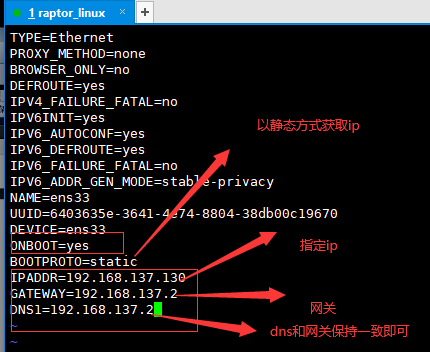 1 raptor_linux
TYPE=Ethernet
PROXY_METHOD=none
BROWSER_ONLY=no
DEFROUTE=yes
IPV4_FAILURE_FATAL=no
IPV6INIT=yes
IPV6_AUTOCONF=yes
以静态方式获取ip
IPV6_DEFROUTE=yes
IPV6_FAILURE_FATAL=no
IPV6_ADDR_GEN_MODE=stable-privacy
NAME=ens33
UUID=6403635e-3641-4e74-8804-38db00c19670
DEVICE=ens33
ONBOOT=yes
指定ip
BOOTPROTO=static
IPADDR=192.168.137.130
GATEWAY=192.168.137.2
网关
DNS1=192.168.137.2
~
dns和网关保持一致即可
~